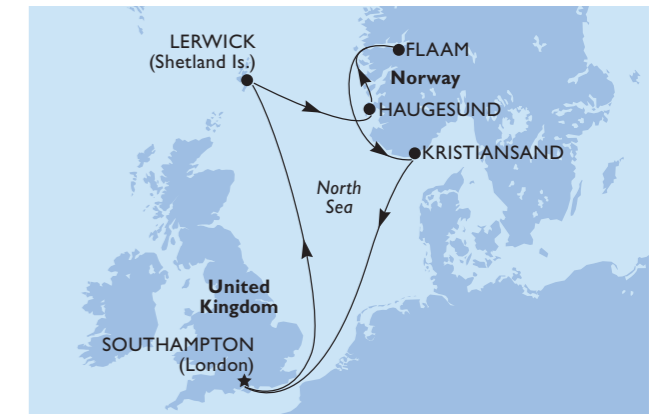 LERWICK
(Shetland Is.)
FLAAM
Norway
HAUGESUND
KRISTIANSAND
North
Sea
United
Kingdom
SOUTHAMPTON
(London)